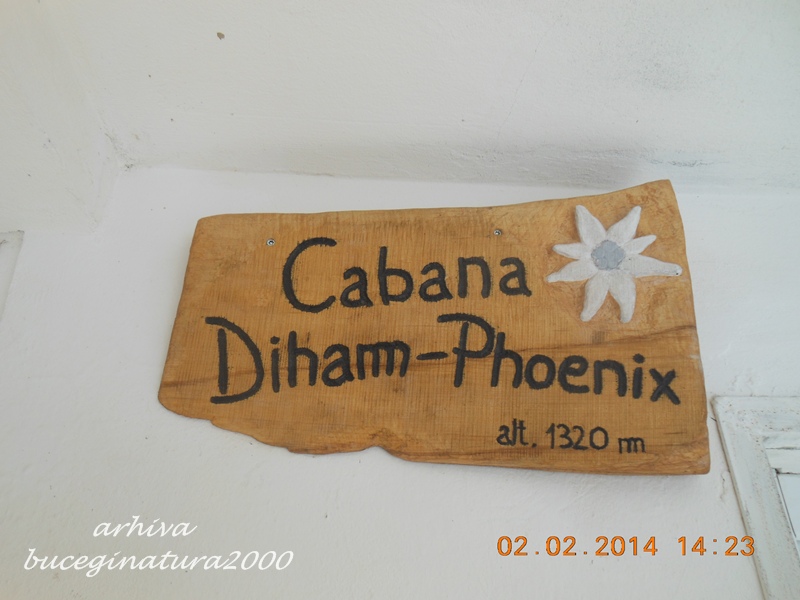 Cabana
Diham-Phoenix
alt. 1320 m
arhiva
buceginatura2000
02.02.2014 14:23